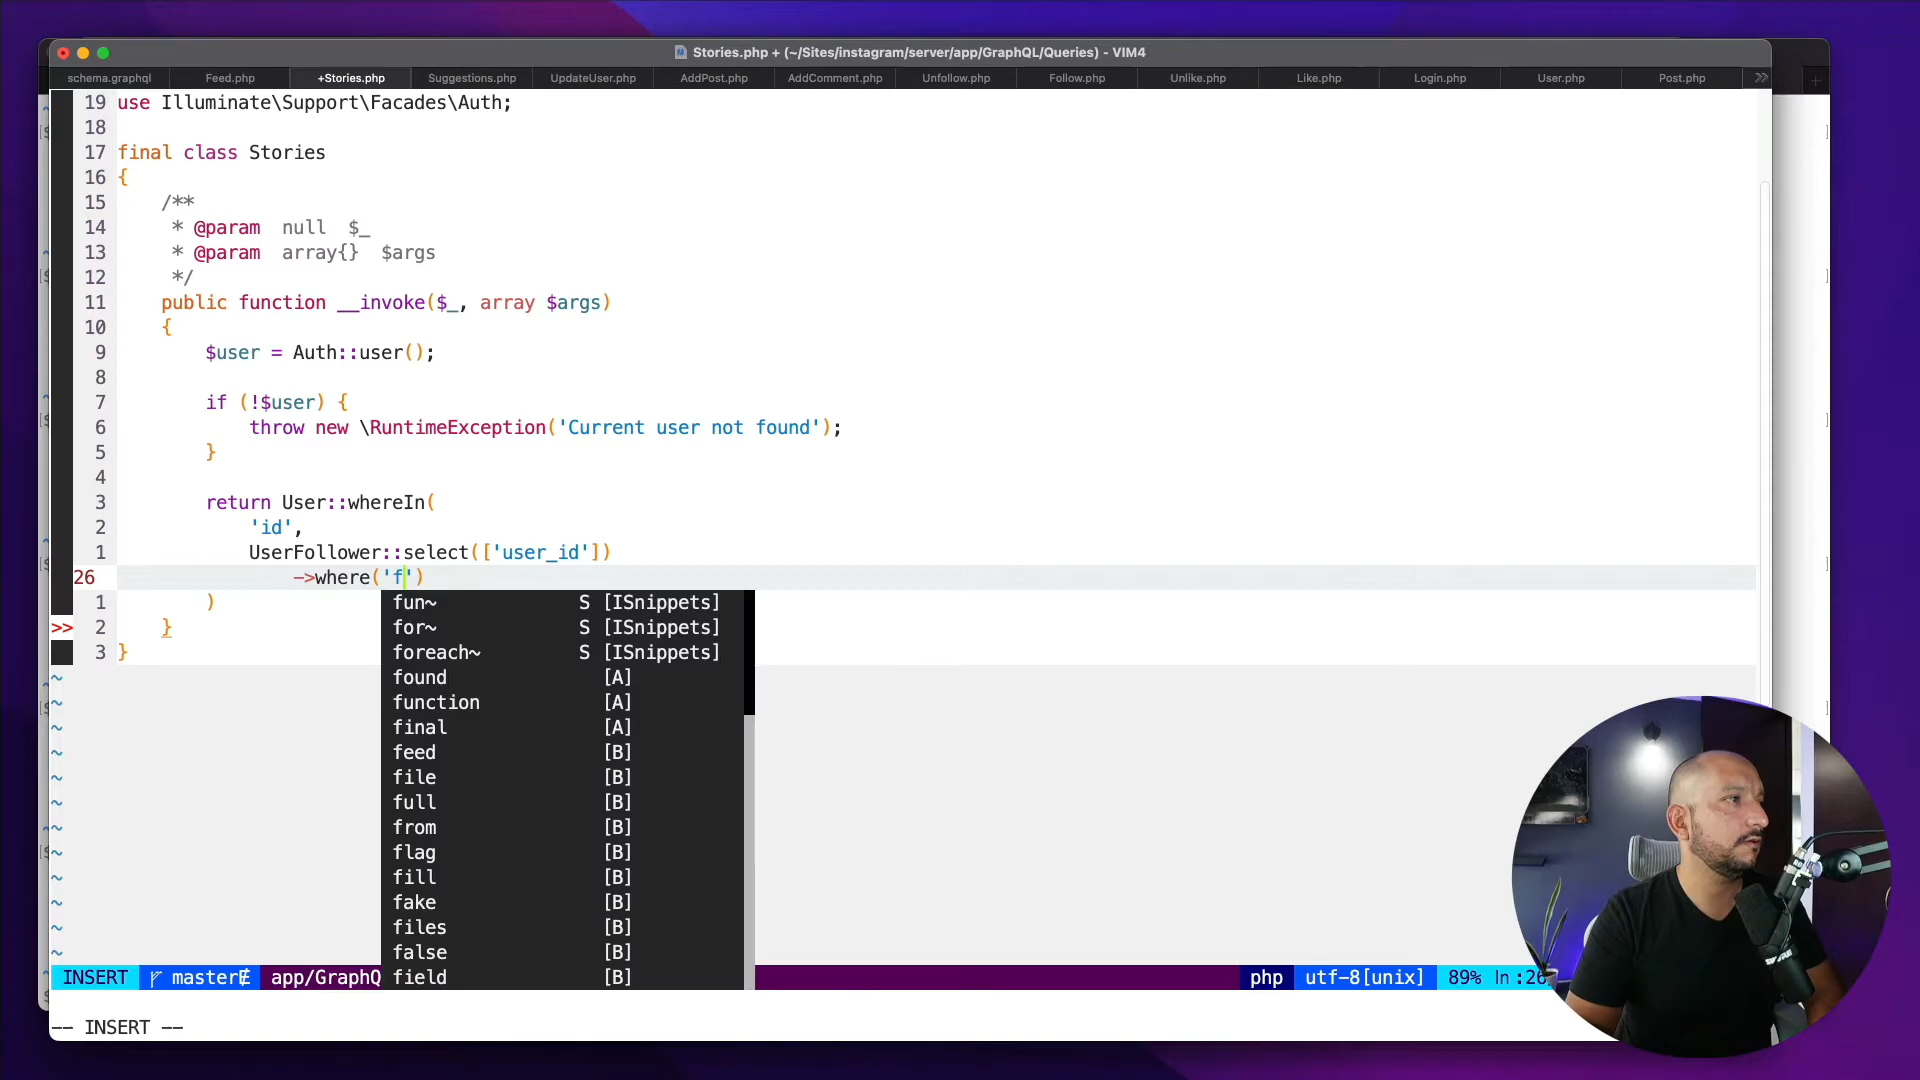 Stories.php + (~/Sites/instagram/server/app/GraphQL/Queries) - VIM4
schema.graphql Feed.php +Stories.php Suggestions.php UpdateUser.php AddPost.php AddComment.php Unfollow.php Follow.php Unlike.php Like.php Login.php User.php Post.php >>
19 use Illuminate\Support\Facades\Auth;
18
17 final class Stories
16 {
15 /**
14 * @param null $_
13 * @param array{} $args
12 */
11 public function __invoke($_, array $args)
10 {
9 $user = Auth::user();
8
7 if (!$user) {
6 throw new \RuntimeException('Current user not found');
5 }
4
3 return User::whereIn(
2 'id',
1 UserFollower::select(['user_id'])
26 ->where('f')
1 )
>> 2 }
3 }
fun~ S [ISnippets]
for~ S [ISnippets]
foreach~ S [ISnippets]
found [A]
function [A]
final [A]
feed [B]
file [B]
full [B]
from [B]
flag [B]
fill [B]
fake [B]
files [B]
false [B]
field [B]
~
~
~
~
~
~
~
~
~
~
~
~
INSERT master app/GraphQ php utf-8[unix] 89% ln :26
-- INSERT --